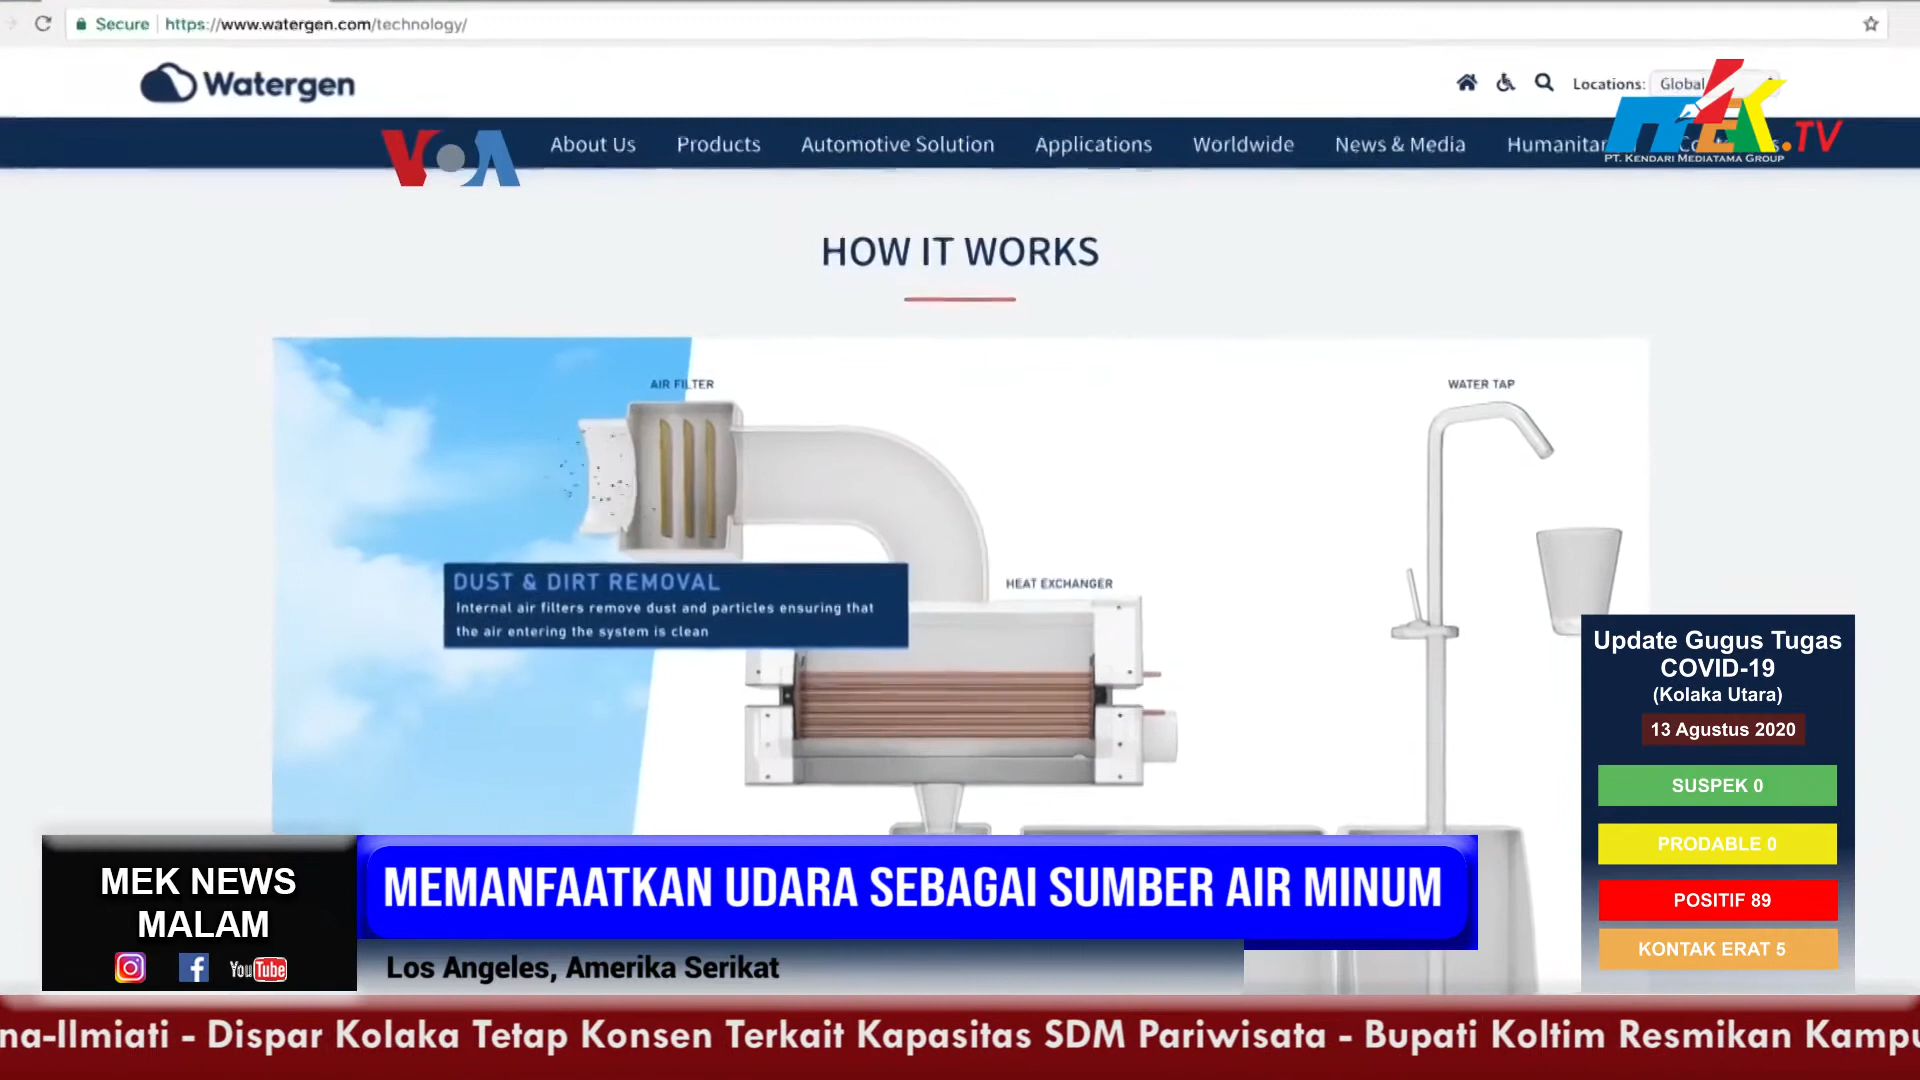 Secure https://www.watergen.com/technology/
Watergen
Locations: Global
MEK.TV
PT. KENDARI MEDIATAMA GROUP
VOA
About Us Products Automotive Solution Applications Worldwide News & Media
HOW IT WORKS
AIR FILTER
WATER TAP
DUST & DIRT REMOVAL
Internal air filters remove dust and particles ensuring that
the air entering the system is clean
HEAT EXCHANGER
Update Gugus Tugas
COVID-19
(Kolaka Utara)
13 Agustus 2020
SUSPEK 0
PRODABLE 0
POSITIF 89
KONTAK ERAT 5
MEK NEWS
MALAM
YouTube
MEMANFAATKAN UDARA SEBAGAI SUMBER AIR MINUM
Los Angeles, Amerika Serikat
na-Ilmiati - Dispar Kolaka Tetap Konsen Terkait Kapasitas SDM Pariwisata - Bupati Koltim Resmikan Kampu